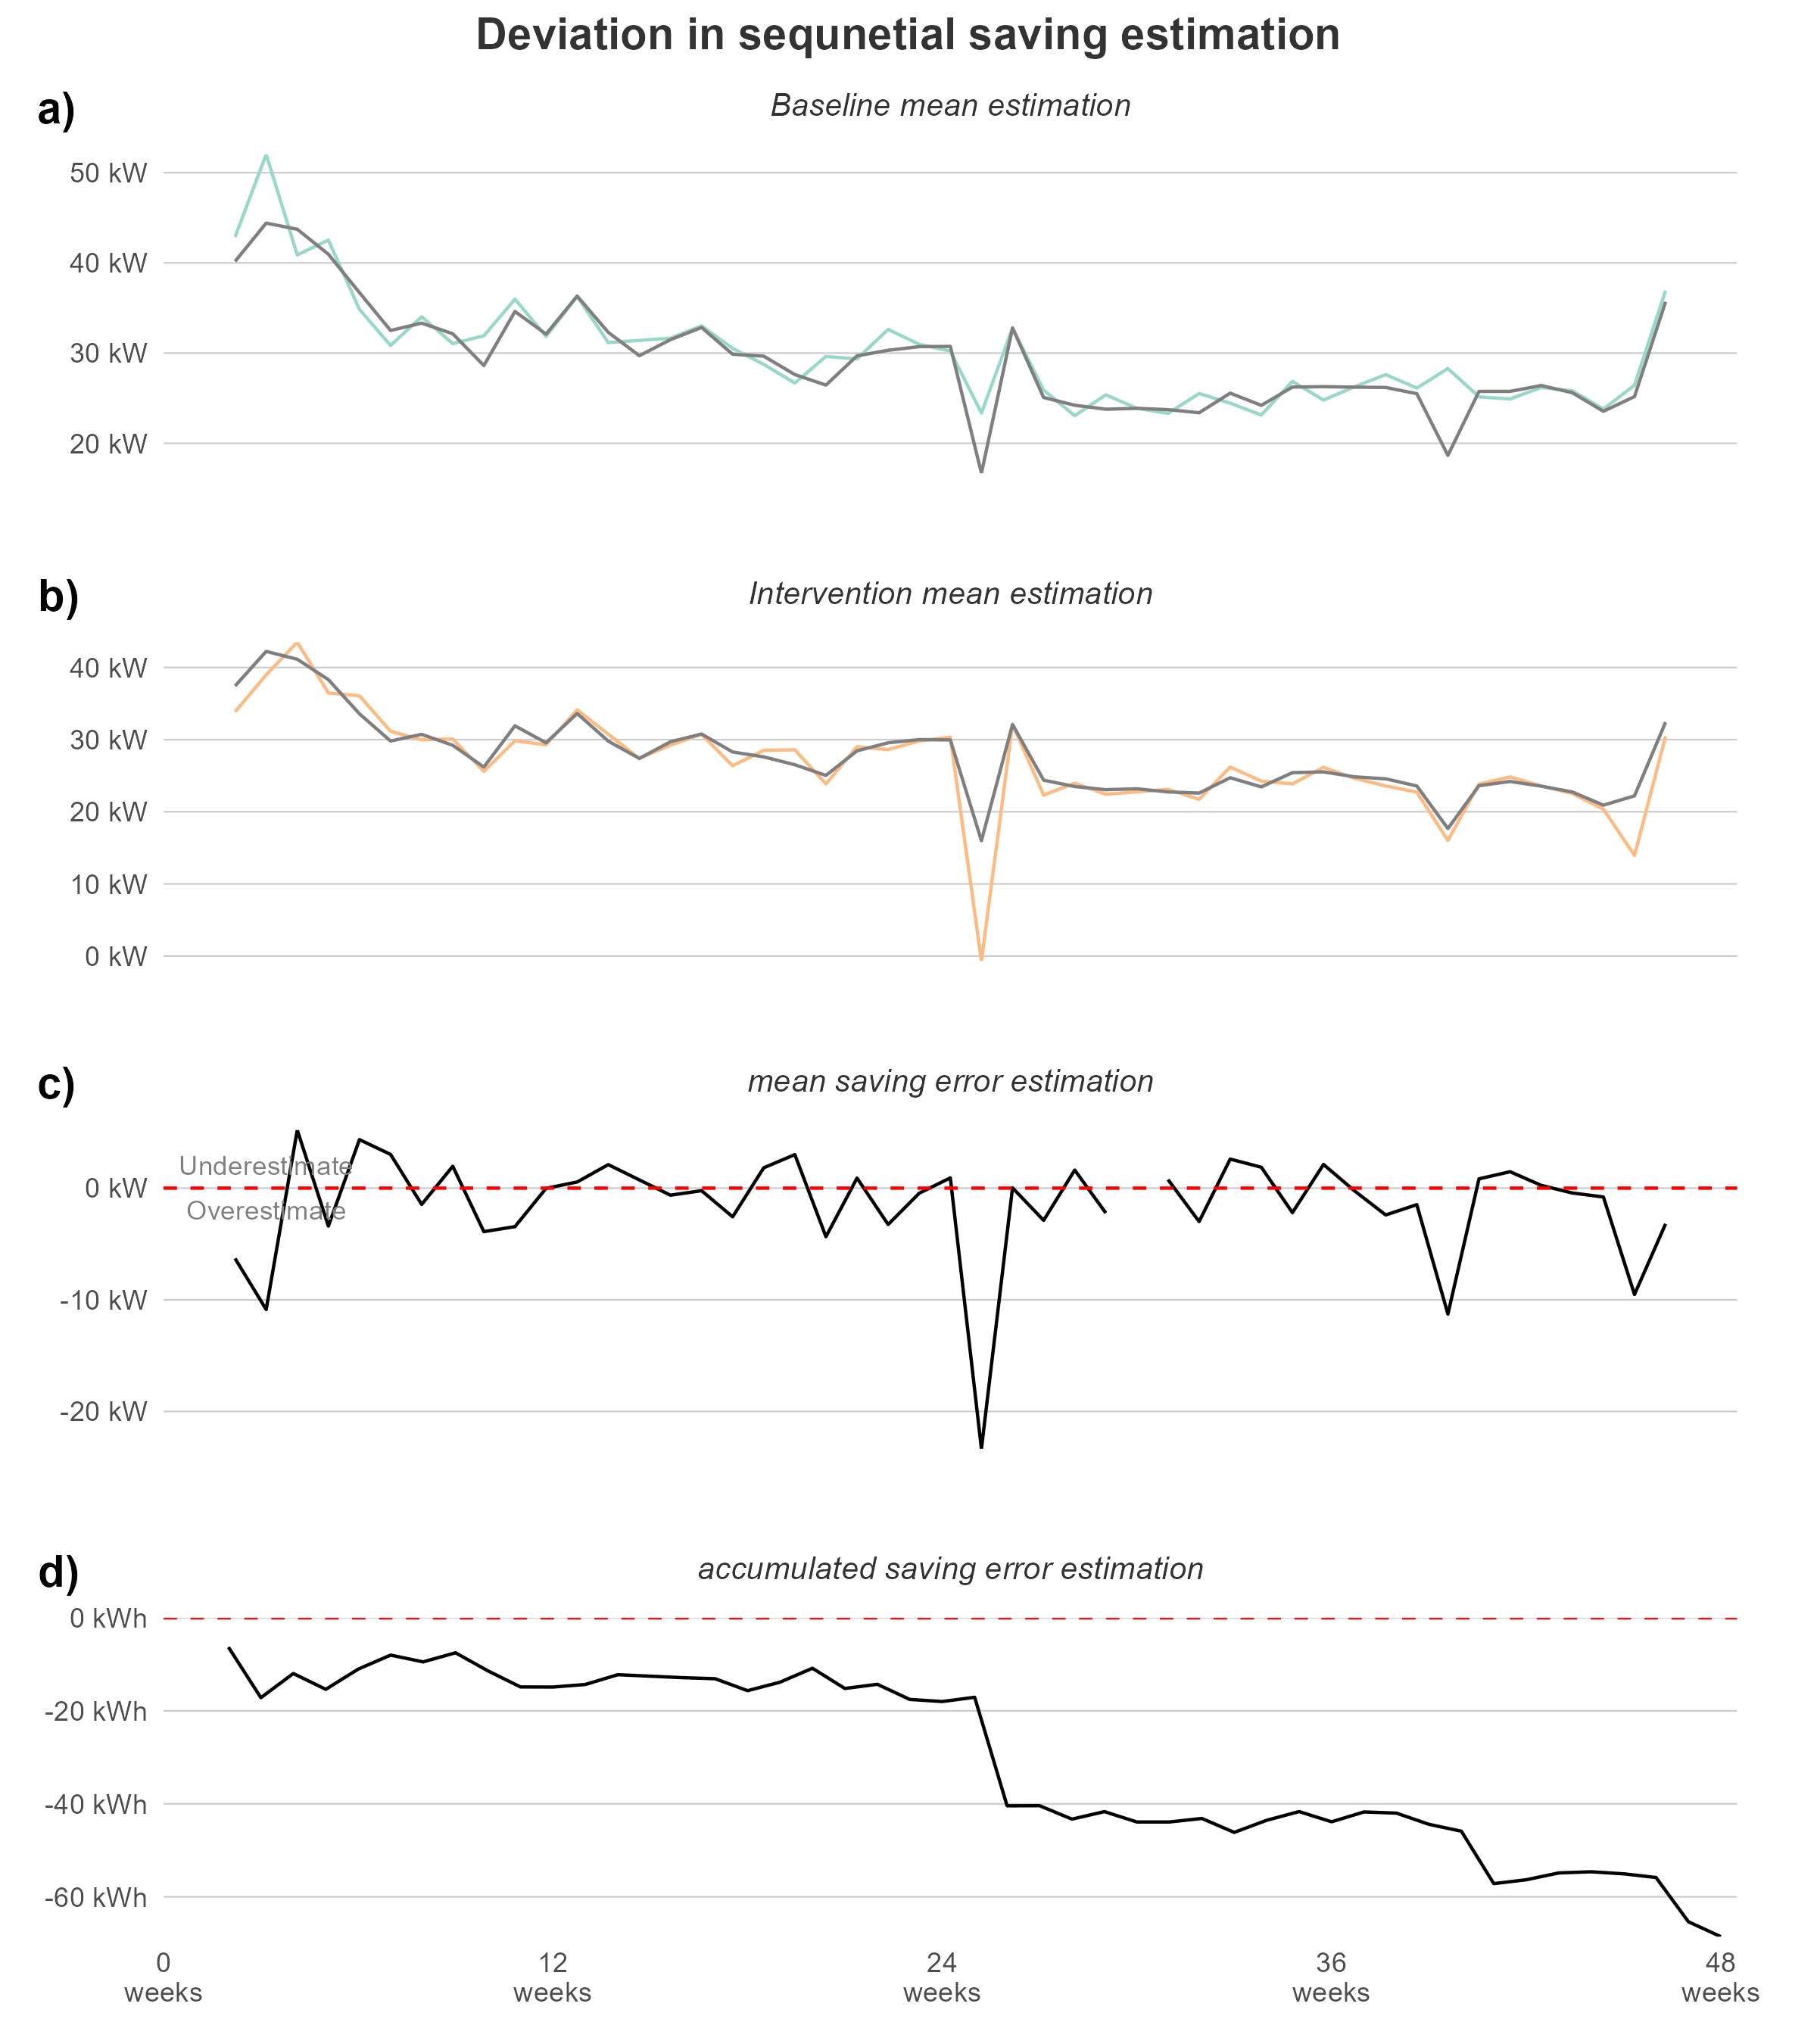 Deviation in sequnetial saving estimation
a)
Baseline mean estimation
50 kW
40 kW
30 kW
20 kW
b)
Intervention mean estimation
40 kW
30 kW
20 kW
10 kW
0 kW
c)
mean saving error estimation
Underestimate
0 kW
Overestimate
-10 kW
-20 kW
d)
accumulated saving error estimation
0 kWh
-20 kWh
-40 kWh
-60 kWh
0 12 24 36 48
weeks weeks weeks weeks weeks